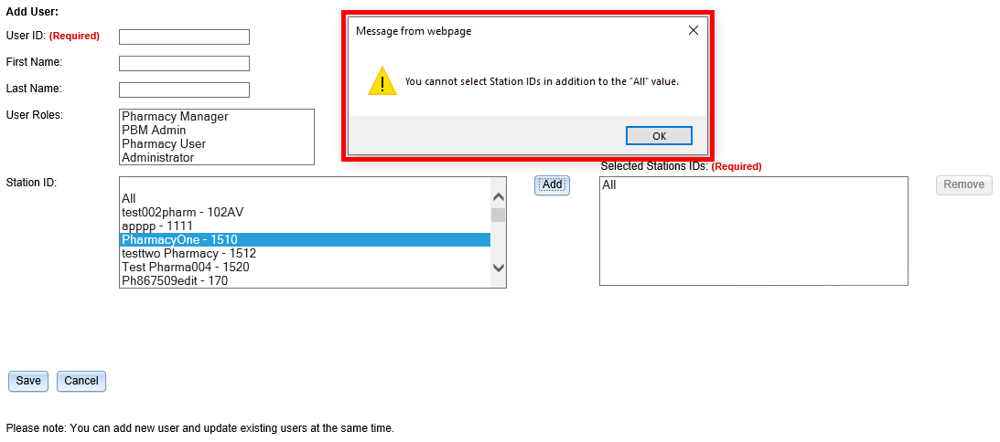 Add User:
User ID: (Required)
First Name:
Last Name:
User Roles:
Pharmacy Manager
PBM Admin
Pharmacy User
Administrator
Message from webpage
You cannot select Station IDs in addition to the "All" value.
OK
Station ID:
All
test002pharm - 102AV
apppp - 1111
PharmacyOne - 1510
testtwo Pharmacy - 1512
Test Pharma004 - 1520
Ph867509edit - 170
Add
Selected Stations IDs: (Required)
All
Remove
Save Cancel
Please note: You can add new user and update existing users at the same time.